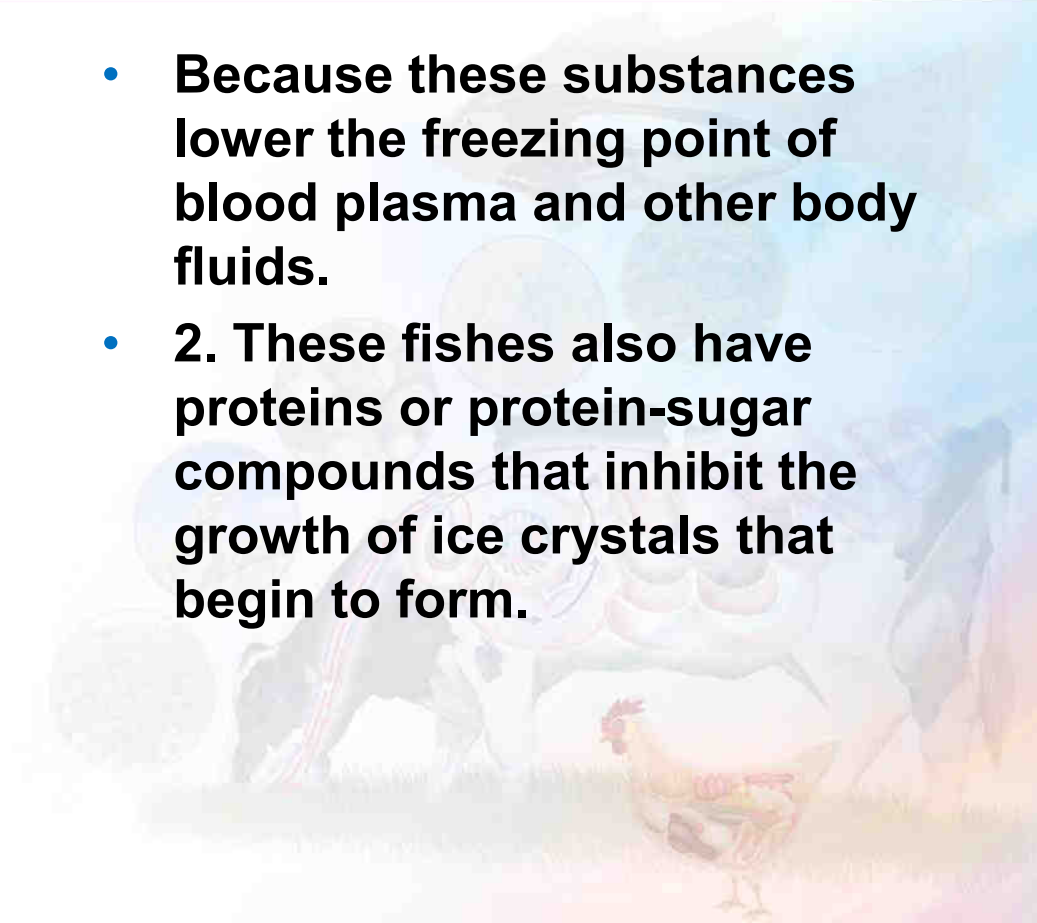 • Because these substances
lower the freezing point of
blood plasma and other body
fluids.
• 2. These fishes also have
proteins or protein-sugar
compounds that inhibit the
growth of ice crystals that
begin to form.